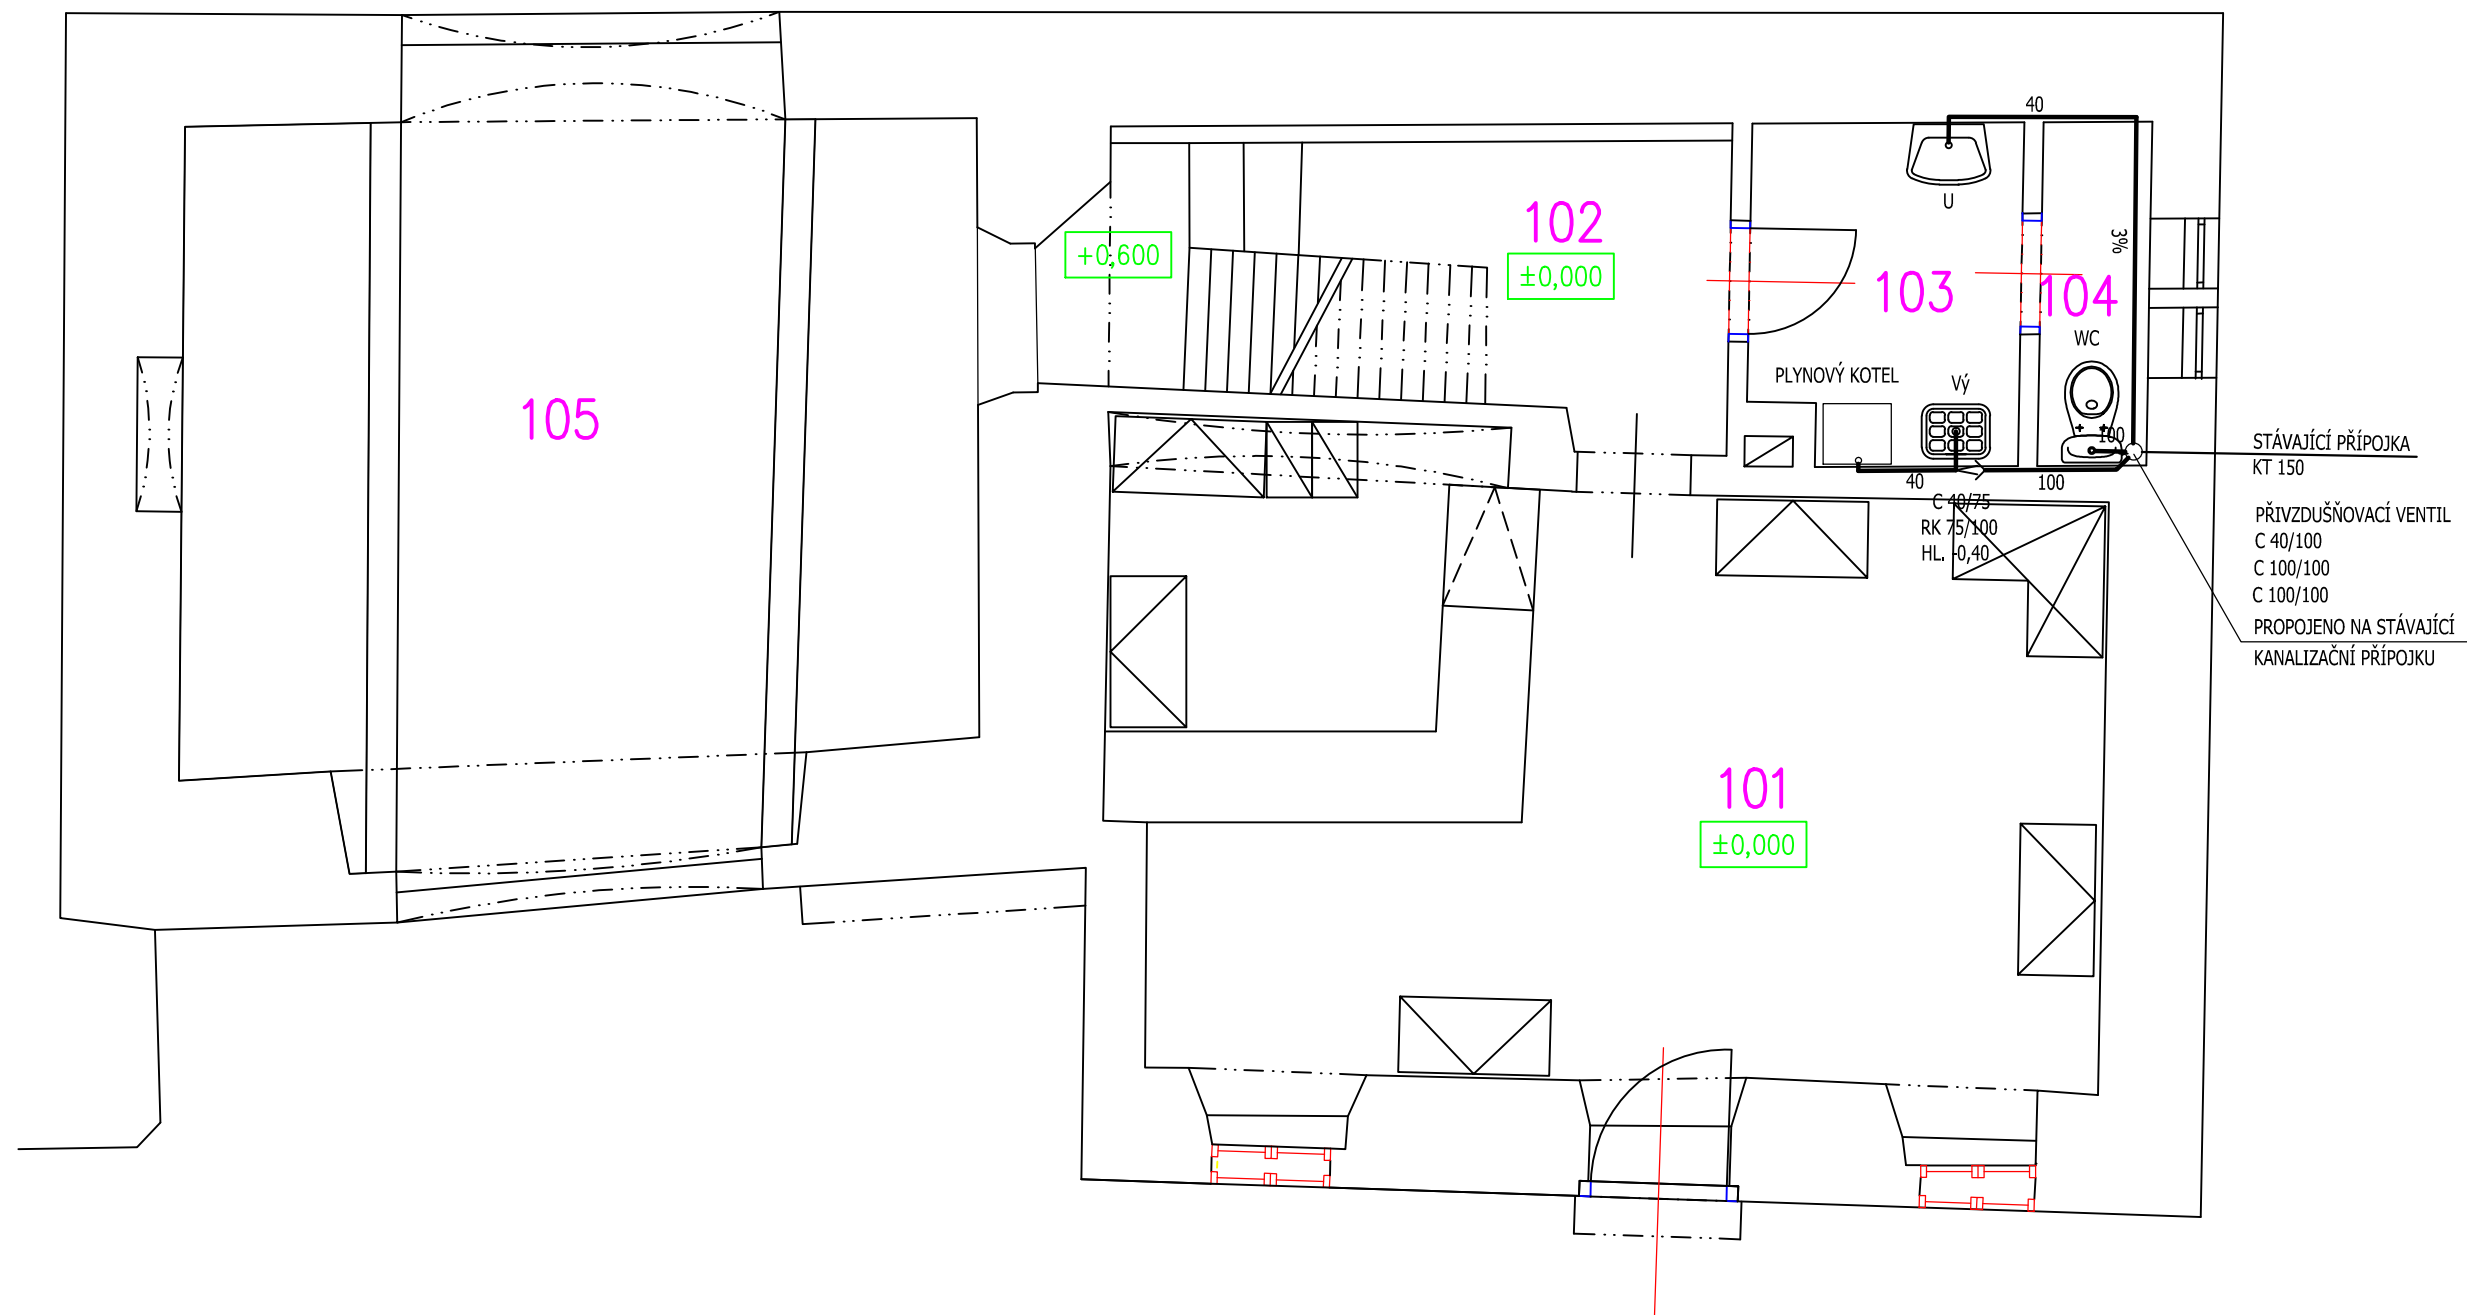 40
102
+0,600
±0,000
U
3%
103
104
WC
PLYNOVÝ KOTEL
Vý
105
100
STÁVAJÍCÍ PŘÍPOJKA
KT 150
40
100
C 40/75
RK 75/100
HL. -0,40
PŘIVZDUŠŇOVACÍ VENTIL
C 40/100
C 100/100
C 100/100
PROPOJENO NA STÁVAJÍCÍ
KANALIZAČNÍ PŘÍPOJKU
101
±0,000